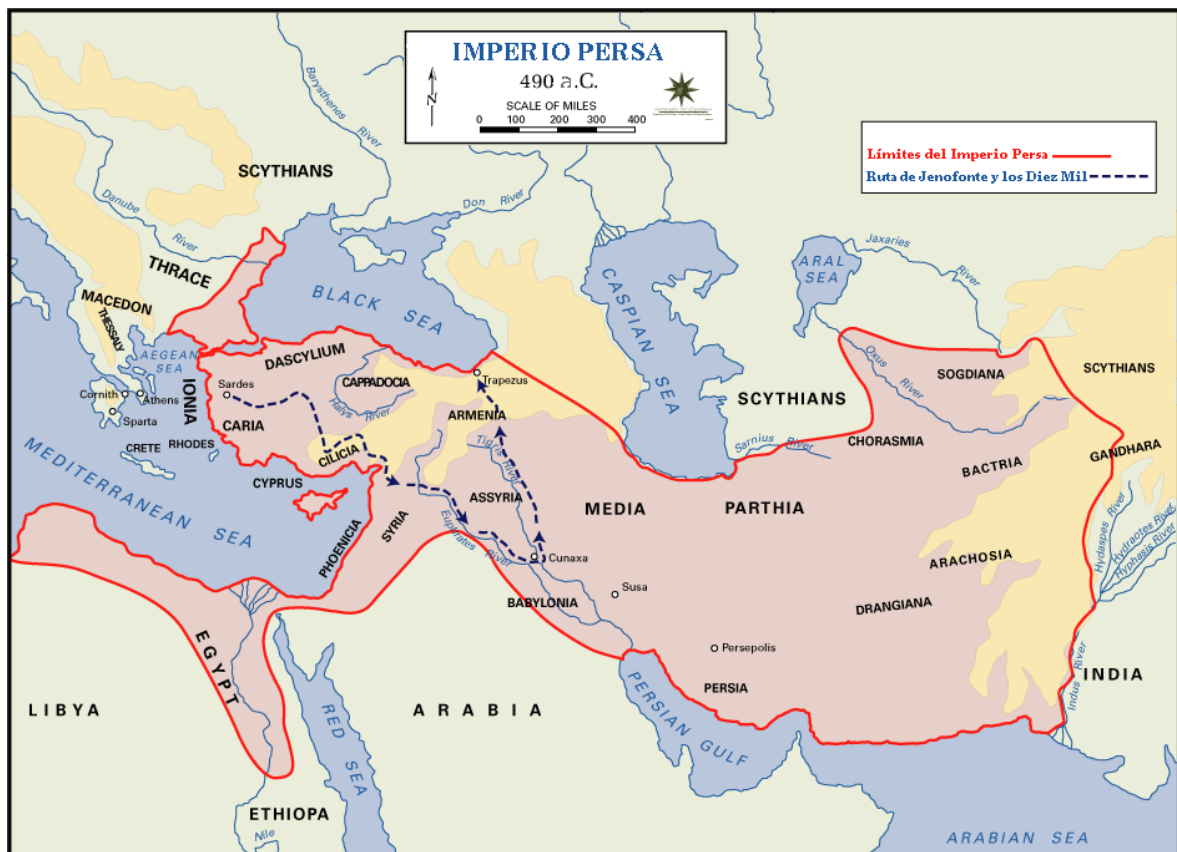 IMPERIO PERSA
490 a.C.
N
SCALE OF MILES
0 100 200 300 400
Límites del Imperio Persa
Ruta de Jenofonte y los Diez Mil
Barysthenes River
SCYTHIANS
Danube River
Don River
THRACE
MACEDON
THESSALY
BLACK SEA
CASPIAN SEA
ARAL SEA
Jaxaries River
AEGEAN SEA
DASCYLIUM
Trapezus
Oxus River
SOGDIANA
SCYTHIANS
Cornith
Athens
Sparta
IONIA
Sardes
CAPPADOCIA
Halys River
ARMENIA
SCYTHIANS
CARIA
CILICIA
Tigris River
Sarnius River
CHORASMIA
GANDHARA
CRETE
RHODES
BACTRIA
MEDITERRANEAN SEA
CYPRUS
PHOENICIA
SYRIA
ASSYRIA
MEDIA
PARTHIA
Euphrates River
Cunaxa
ARACHOSIA
Hydaspes River
Hydraotes River
Hyphasis River
Susa
BABYLONIA
DRANGIANA
EGYPT
Persepolis
PERSIA
Indus River
INDIA
LIBYA
ARABIA
RED SEA
PERSIAN GULF
ETHIOPA
Nile
ARABIAN SEA